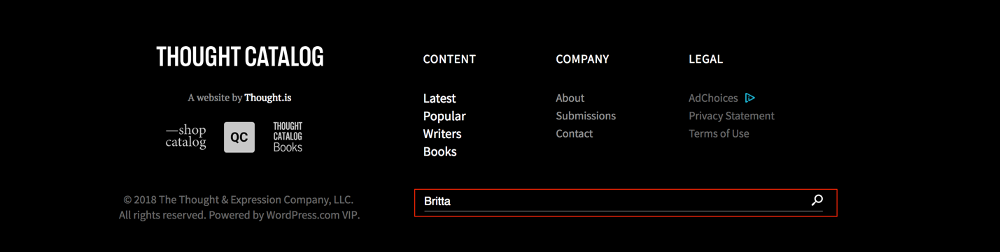 THOUGHT CATALOG
A website by Thought.is
—shop
catalog
QC
THOUGHT
CATALOG
Books
© 2018 The Thought & Expression Company, LLC.
All rights reserved. Powered by WordPress.com VIP.
CONTENT
Latest
Popular
Writers
Books
COMPANY
About
Submissions
Contact
LEGAL
AdChoices
Privacy Statement
Terms of Use
Britta